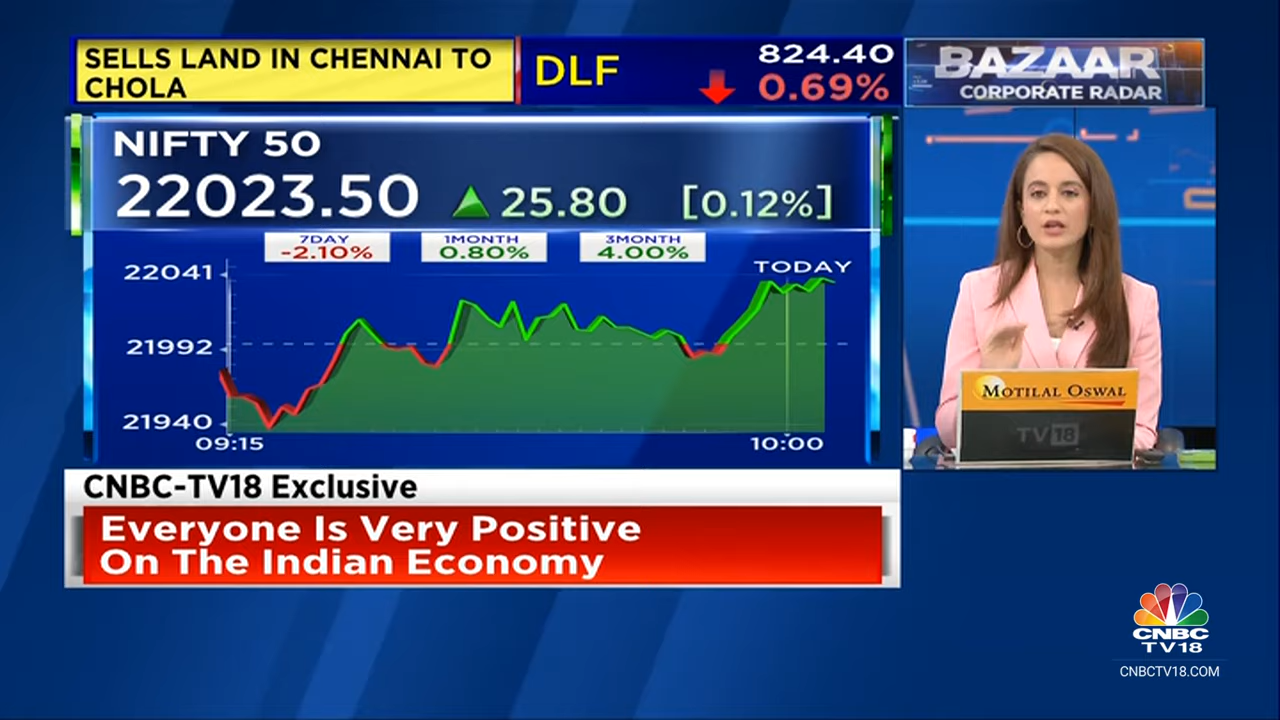 SELLS LAND IN CHENNAI TO
CHOLA
DLF
824.40
0.69%
BAZAAR
CORPORATE RADAR
NIFTY 50
22023.50 25.80 [0.12%]
7DAY
-2.10%
1MONTH
0.80%
3MONTH
4.00%
TODAY
22041
21992
21940
09:15
10:00
MOTILAL OSWAL
TV18
CNBC-TV18 Exclusive
Everyone Is Very Positive
On The Indian Economy
CNBC
TV18
CNBCTV18.COM